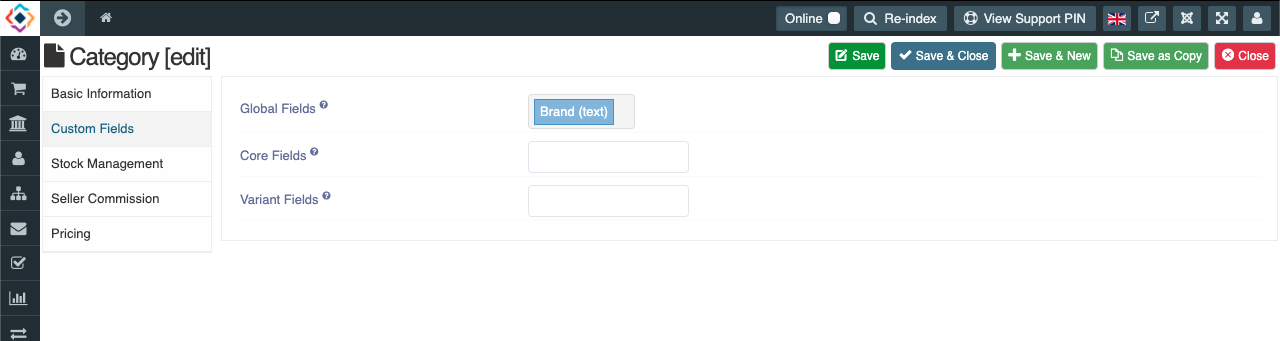 Online
Re-index
View Support PIN
Category [edit]
Save
Save & Close
Save & New
Save as Copy
Close
Basic Information
Custom Fields
Stock Management
Seller Commission
Pricing
Global Fields ?
Brand (text)
Core Fields ?
Variant Fields ?